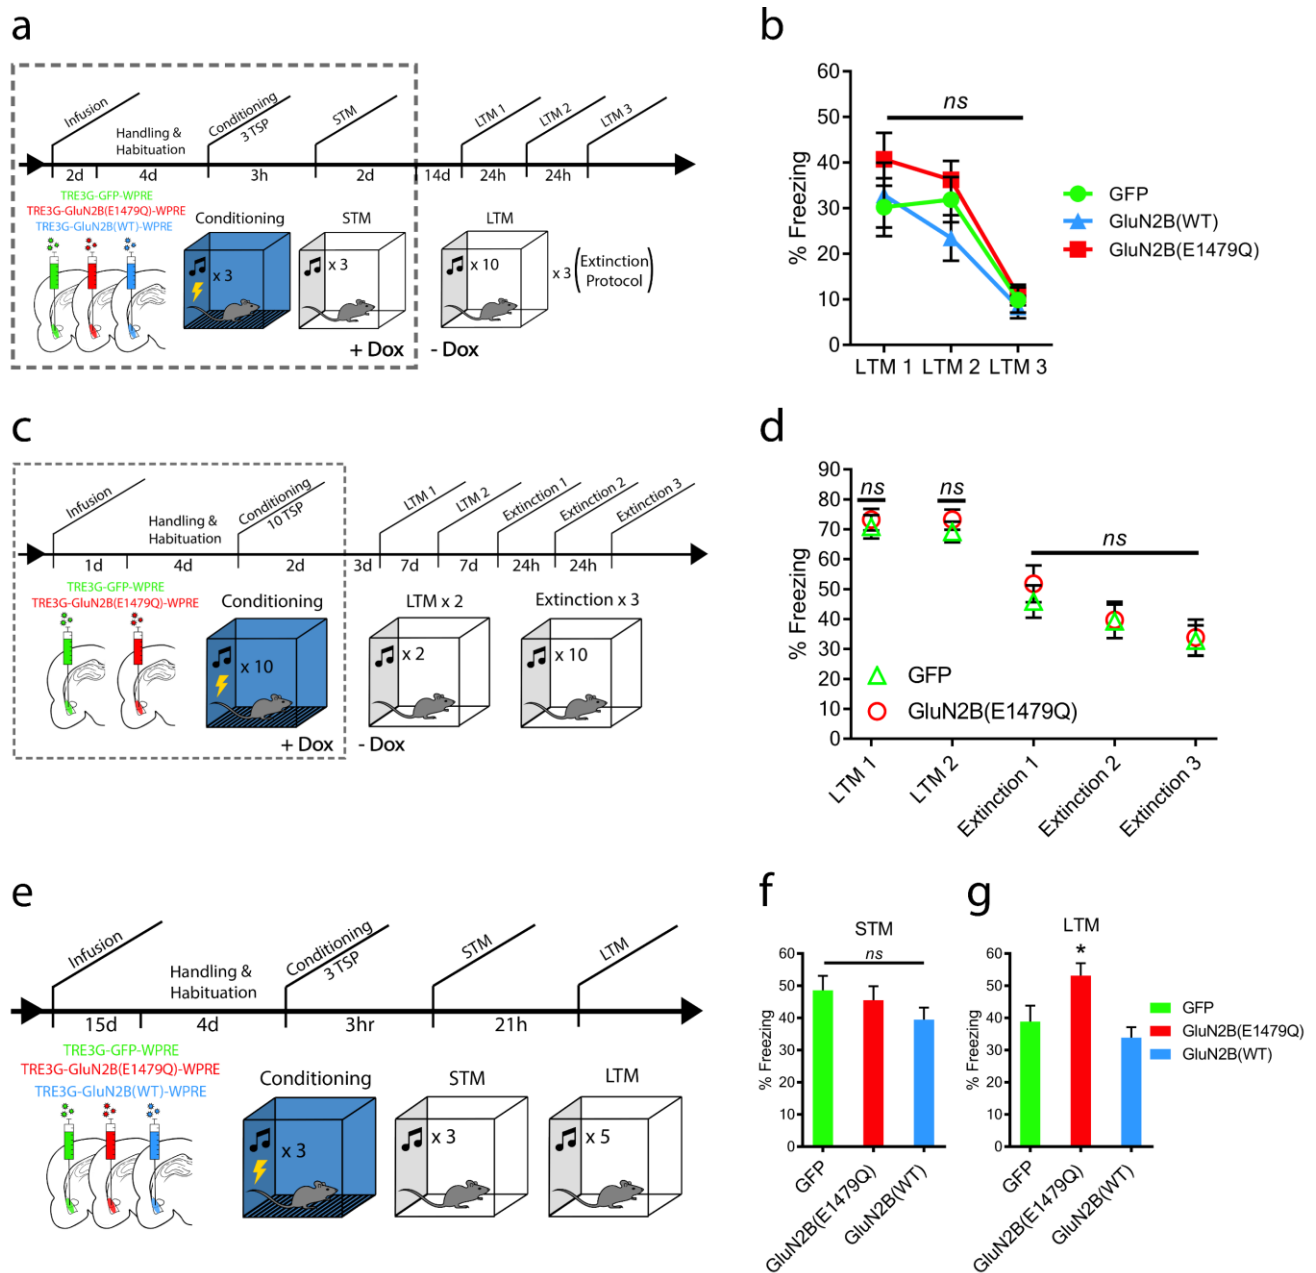 a
Infusion
Handling &
Habituation
Conditioning
3 TSP
STM
LTM 1
LTM 2
LTM 3
2d
4d
3h
2d
14d
24h
24h
TRE3G-GFP-WPRE
TRE3G-GluN2B(E1479Q)-WPRE
TRE3G-GluN2B(WT)-WPRE
Conditioning
STM
LTM
x 3
x 3
x 10
x 3 (Extinction
Protocol)
+ Dox
- Dox
b
ns
% Freezing
60
50
40
30
20
10
0
LTM 1 LTM 2 LTM 3
GFP
GluN2B(WT)
GluN2B(E1479Q)
c
Infusion
Handling &
Habituation
Conditioning
10 TSP
LTM 1
LTM 2
Extinction 1
Extinction 2
Extinction 3
1d
4d
2d
3d
7d
7d
24h
24h
TRE3G-GFP-WPRE
TRE3G-GluN2B(E1479Q)-WPRE
Conditioning
LTM x 2
Extinction x 3
x 10
x 2
x 10
+ Dox
- Dox
d
% Freezing
90
80
70
60
50
40
30
20
10
0
ns
ns
ns
GFP
GluN2B(E1479Q)
LTM 1
LTM 2
Extinction 1
Extinction 2
Extinction 3
e
Infusion
Handling &
Habituation
Conditioning
3 TSP
STM
LTM
15d
4d
3hr
21h
TRE3G-GFP-WPRE
TRE3G-GluN2B(E1479Q)-WPRE
TRE3G-GluN2B(WT)-WPRE
Conditioning
STM
LTM
x 3
x 3
x 5
f
STM
ns
% Freezing
60
50
40
30
20
10
0
GFP
GluN2B(E1479Q)
GluN2B(WT)
g
LTM
*
% Freezing
60
50
40
30
20
10
0
GFP
GluN2B(E1479Q)
GluN2B(WT)
GFP
GluN2B(E1479Q)
GluN2B(WT)